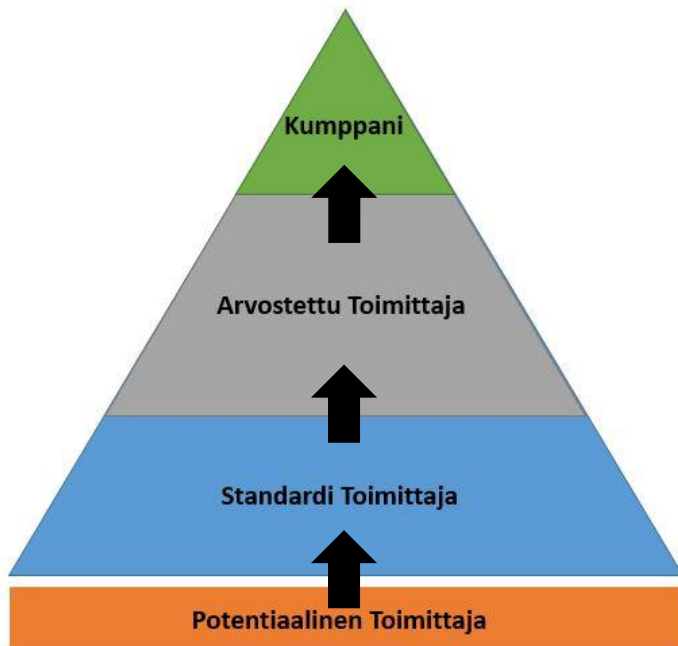 Kumppani
Arvostettu Toimittaja
Standardi Toimittaja
Potentiaalinen Toimittaja